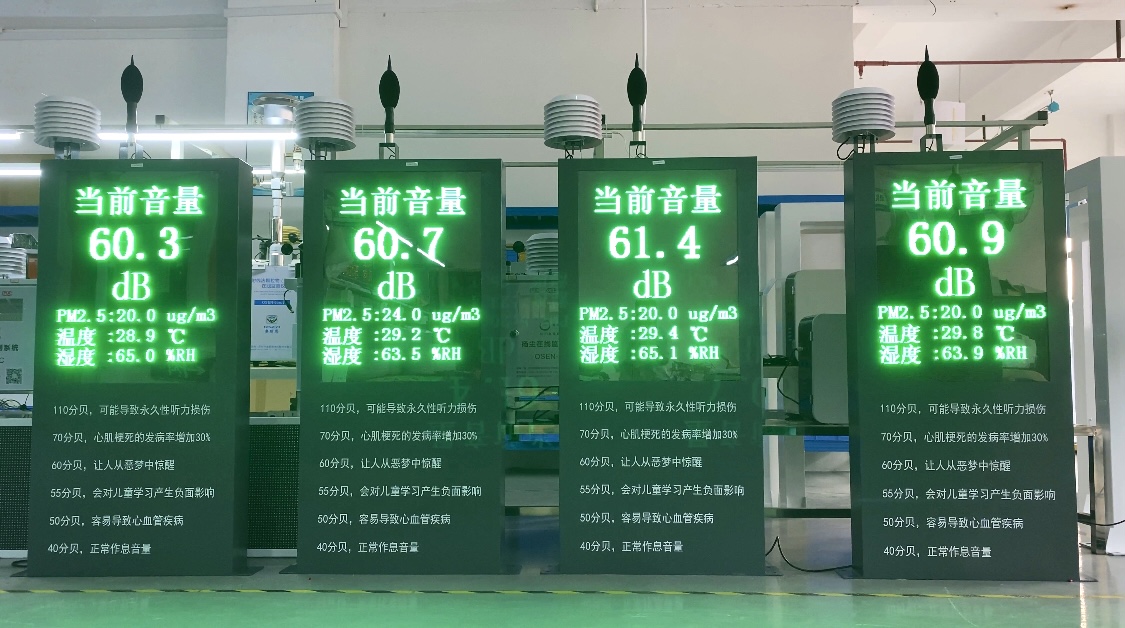 当前音量
60.3
dB
PM2.5:20.0 ug/m3
温度 :28.9 ℃
湿度 :65.0 %RH
110分贝，可能导致永久性听力损伤
70分贝，心肌梗死的发病率增加30%
60分贝，让人从恶梦中惊醒
55分贝，会对儿童学习产生负面影响
50分贝，容易导致心血管疾病
40分贝，正常作息音量
当前音量
60.7
dB
PM2.5:24.0 ug/m3
温度 :29.2 ℃
湿度 :63.5 %RH
110分贝，可能导致永久性听力损伤
70分贝，心肌梗死的发病率增加30%
60分贝，让人从恶梦中惊醒
55分贝，会对儿童学习产生负面影响
50分贝，容易导致心血管疾病
40分贝，正常作息音量
当前音量
61.4
dB
PM2.5:20.0 ug/m3
温度 :29.4 ℃
湿度 :65.1 %RH
110分贝，可能导致永久性听力损伤
70分贝，心肌梗死的发病率增加30%
60分贝，让人从恶梦中惊醒
55分贝，会对儿童学习产生负面影响
50分贝，容易导致心血管疾病
40分贝，正常作息音量
当前音量
60.9
dB
PM2.5:20.0 ug/m3
温度 :29.8 ℃
湿度 :63.9 %RH
110分贝，可能导致永久性听力损伤
70分贝，心肌梗死的发病率增加30%
60分贝，让人从恶梦中惊醒
55分贝，会对儿童学习产生负面影响
50分贝，容易导致心血管疾病
40分贝，正常作息音量